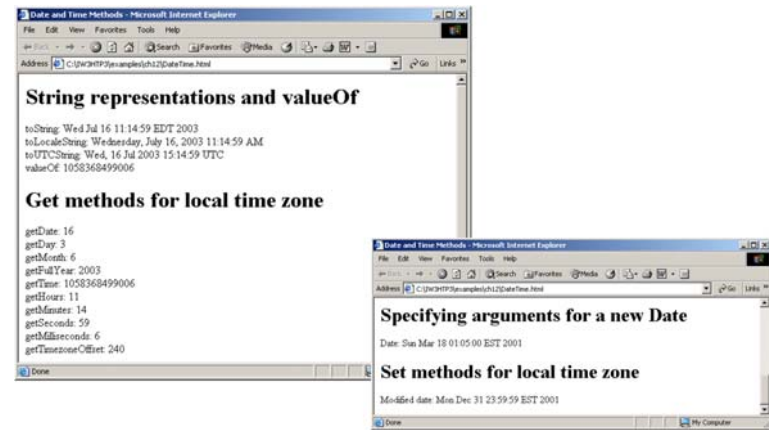 Date and Time Methods - Microsoft Internet Explorer
File Edit View Favorites Tools Help
Back Search Favorites Media
Address C:\IW3HTP3\examples\ch12\DateTime.html Go Links »
String representations and valueOf
toString: Wed Jul 16 11:14:59 EDT 2003
toLocaleString: Wednesday, July 16, 2003 11:14:59 AM
toUTCString: Wed, 16 Jul 2003 15:14:59 UTC
valueOf: 1058368499006
Get methods for local time zone
getDate: 16
getDay: 3
getMonth: 6
getFullYear: 2003
getTime: 1058368499006
getHours: 11
getMinutes: 14
getSeconds: 59
getMilliseconds: 6
getTimezoneOffset: 240
Done
Date and Time Methods - Microsoft Internet Explorer
File Edit View Favorites Tools Help
Back Search Favorites Media
Address C:\IW3HTP3\examples\ch12\DateTime.html Go Links »
Specifying arguments for a new Date
Date: Sun Mar 18 01:05:00 EST 2001
Set methods for local time zone
Modified date: Mon Dec 31 23:59:59 EST 2001
Done My Computer